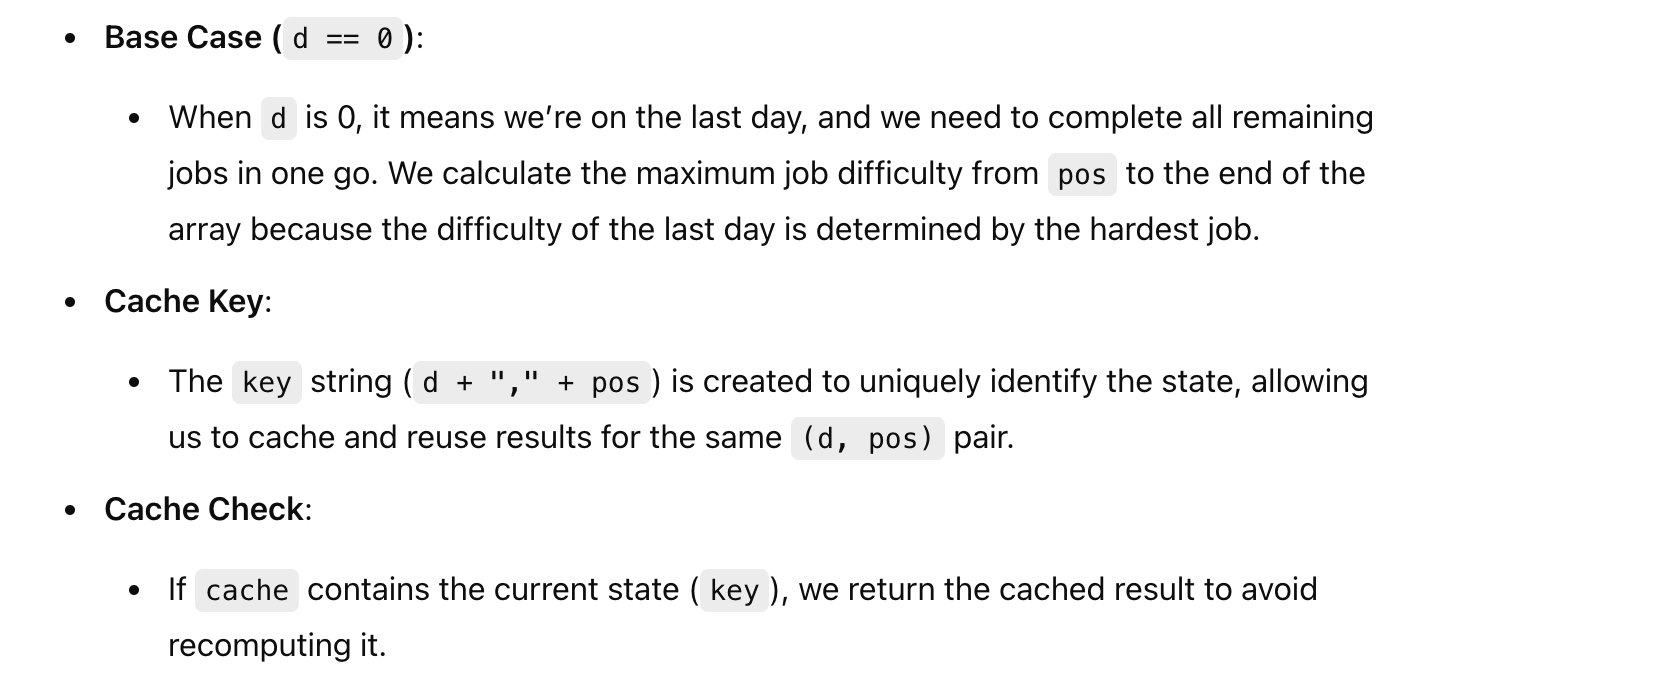 • Base Case ( d == 0 ):
• When d is 0, it means we’re on the last day, and we need to complete all remaining
jobs in one go. We calculate the maximum job difficulty from pos to the end of the
array because the difficulty of the last day is determined by the hardest job.
• Cache Key:
• The key string ( d + "," + pos ) is created to uniquely identify the state, allowing
us to cache and reuse results for the same (d, pos) pair.
• Cache Check:
• If cache contains the current state ( key ), we return the cached result to avoid
recomputing it.